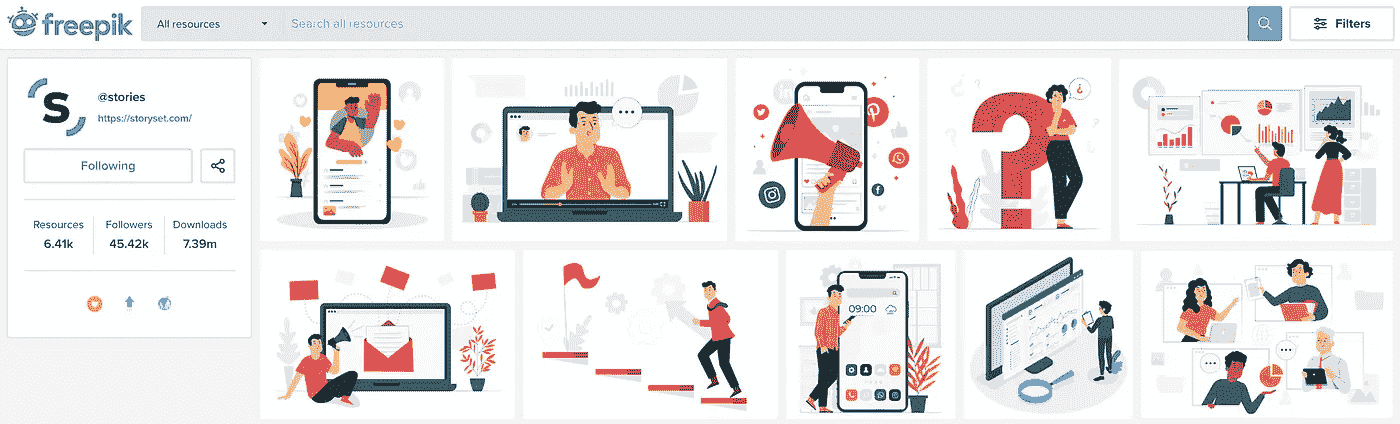 freepik
All resources
Search all resources
Filters
S
@stories
https://storyset.com/
Following
Resources
Followers
Downloads
6.41k
45.42k
7.39m
?
09:00